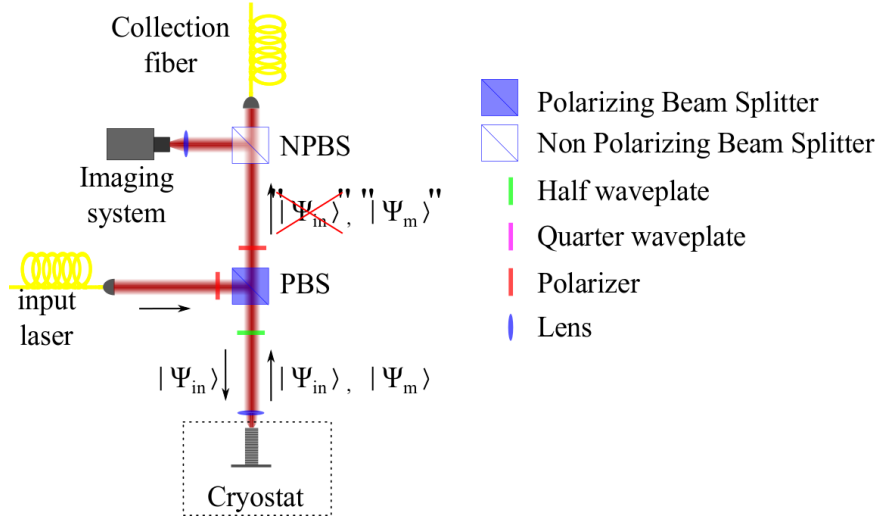 Collection
fiber
NPBS
Imaging
system
"|Ψin⟩", "|Ψm⟩"
PBS
input
laser
|Ψin⟩
|Ψin⟩, |Ψm⟩
Cryostat
Polarizing Beam Splitter
Non Polarizing Beam Splitter
Half waveplate
Quarter waveplate
Polarizer
Lens